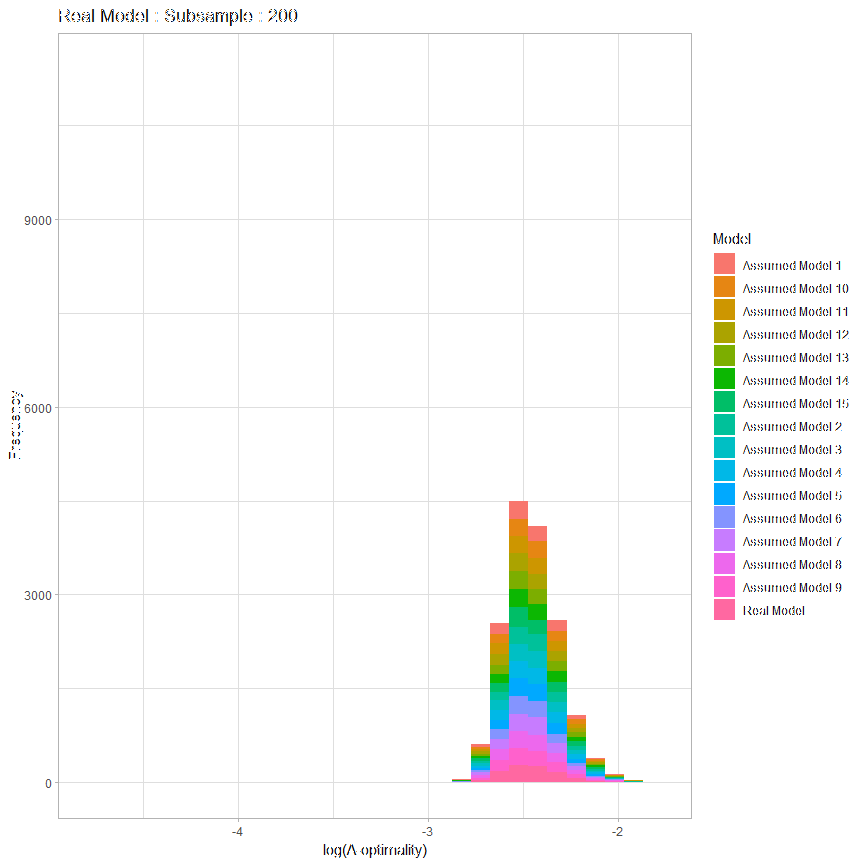 Real Model : Subsample : 200
9000
6000
3000
0
Frequency
-4
-3
-2
log(A-optimality)
Model
Assumed Model 1
Assumed Model 10
Assumed Model 11
Assumed Model 12
Assumed Model 13
Assumed Model 14
Assumed Model 15
Assumed Model 2
Assumed Model 3
Assumed Model 4
Assumed Model 5
Assumed Model 6
Assumed Model 7
Assumed Model 8
Assumed Model 9
Real Model